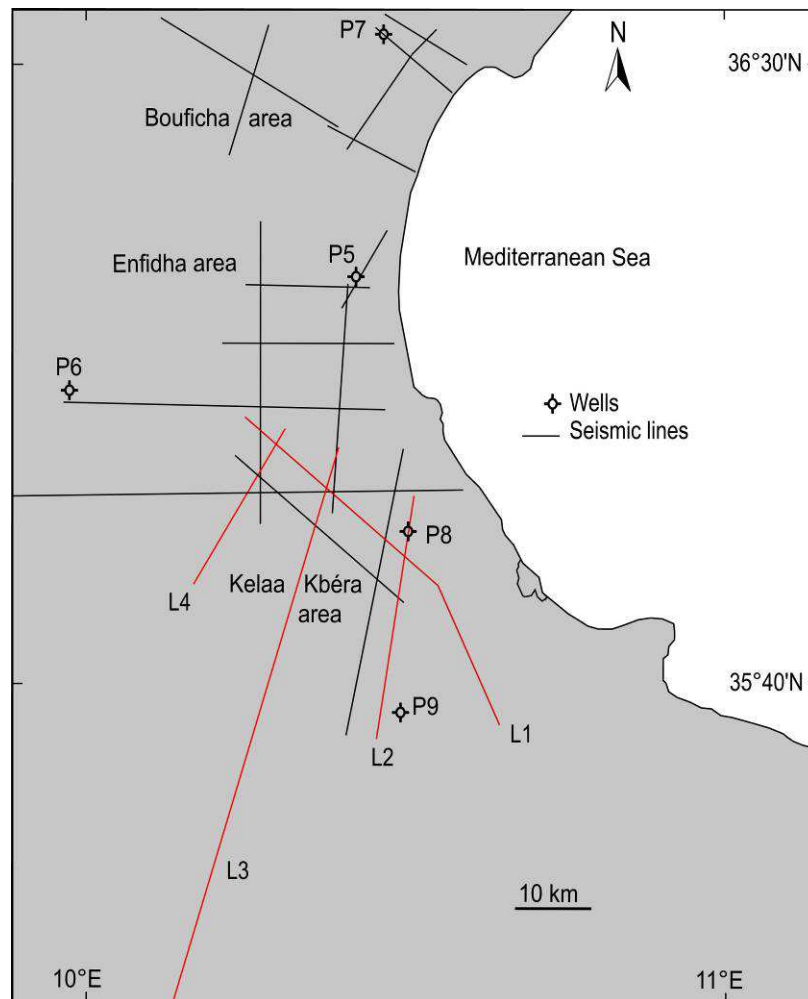 P7
N
36°30'N
Bouficha area
Enfidha area
P5
Mediterranean Sea
P6
Wells
Seismic lines
P8
L4
Kelaa Kbéra
area
35°40'N
P9
L1
L2
L3
10 km
10°E
11°E